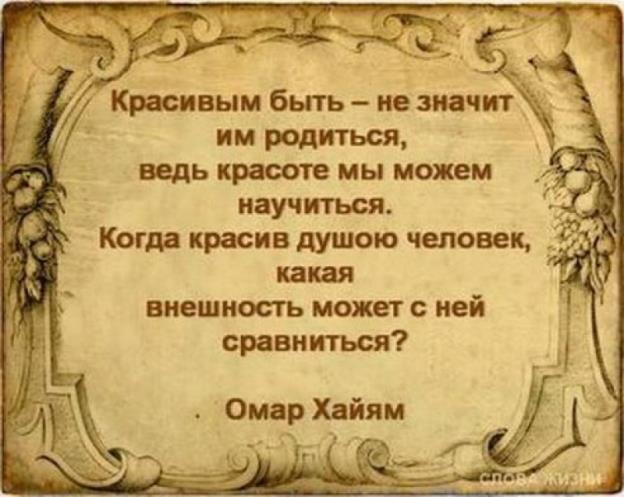 Красивым быть – не значит
им родиться,
ведь красоте мы можем
научиться.
Когда красив душою человек,
какая
внешность может с ней
сравниться?
Омар Хайям
СЛОВА ЖИЗНИ